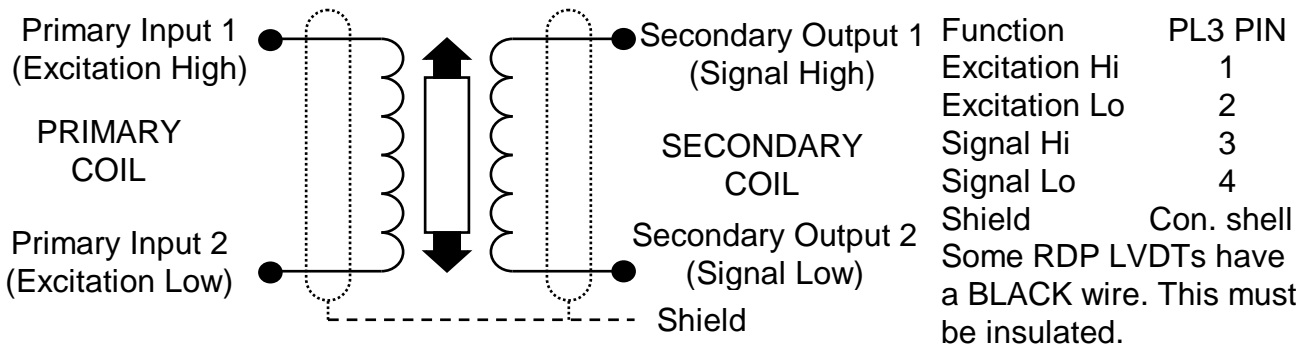 Primary Input 1
(Excitation High)
PRIMARY
COIL
Primary Input 2
(Excitation Low)
Secondary Output 1
(Signal High)
SECONDARY
COIL
Secondary Output 2
(Signal Low)
Shield
Function PL3 PIN
Excitation Hi 1
Excitation Lo 2
Signal Hi 3
Signal Lo 4
Shield Con. shell
Some RDP LVDTs have
a BLACK wire. This must
be insulated.